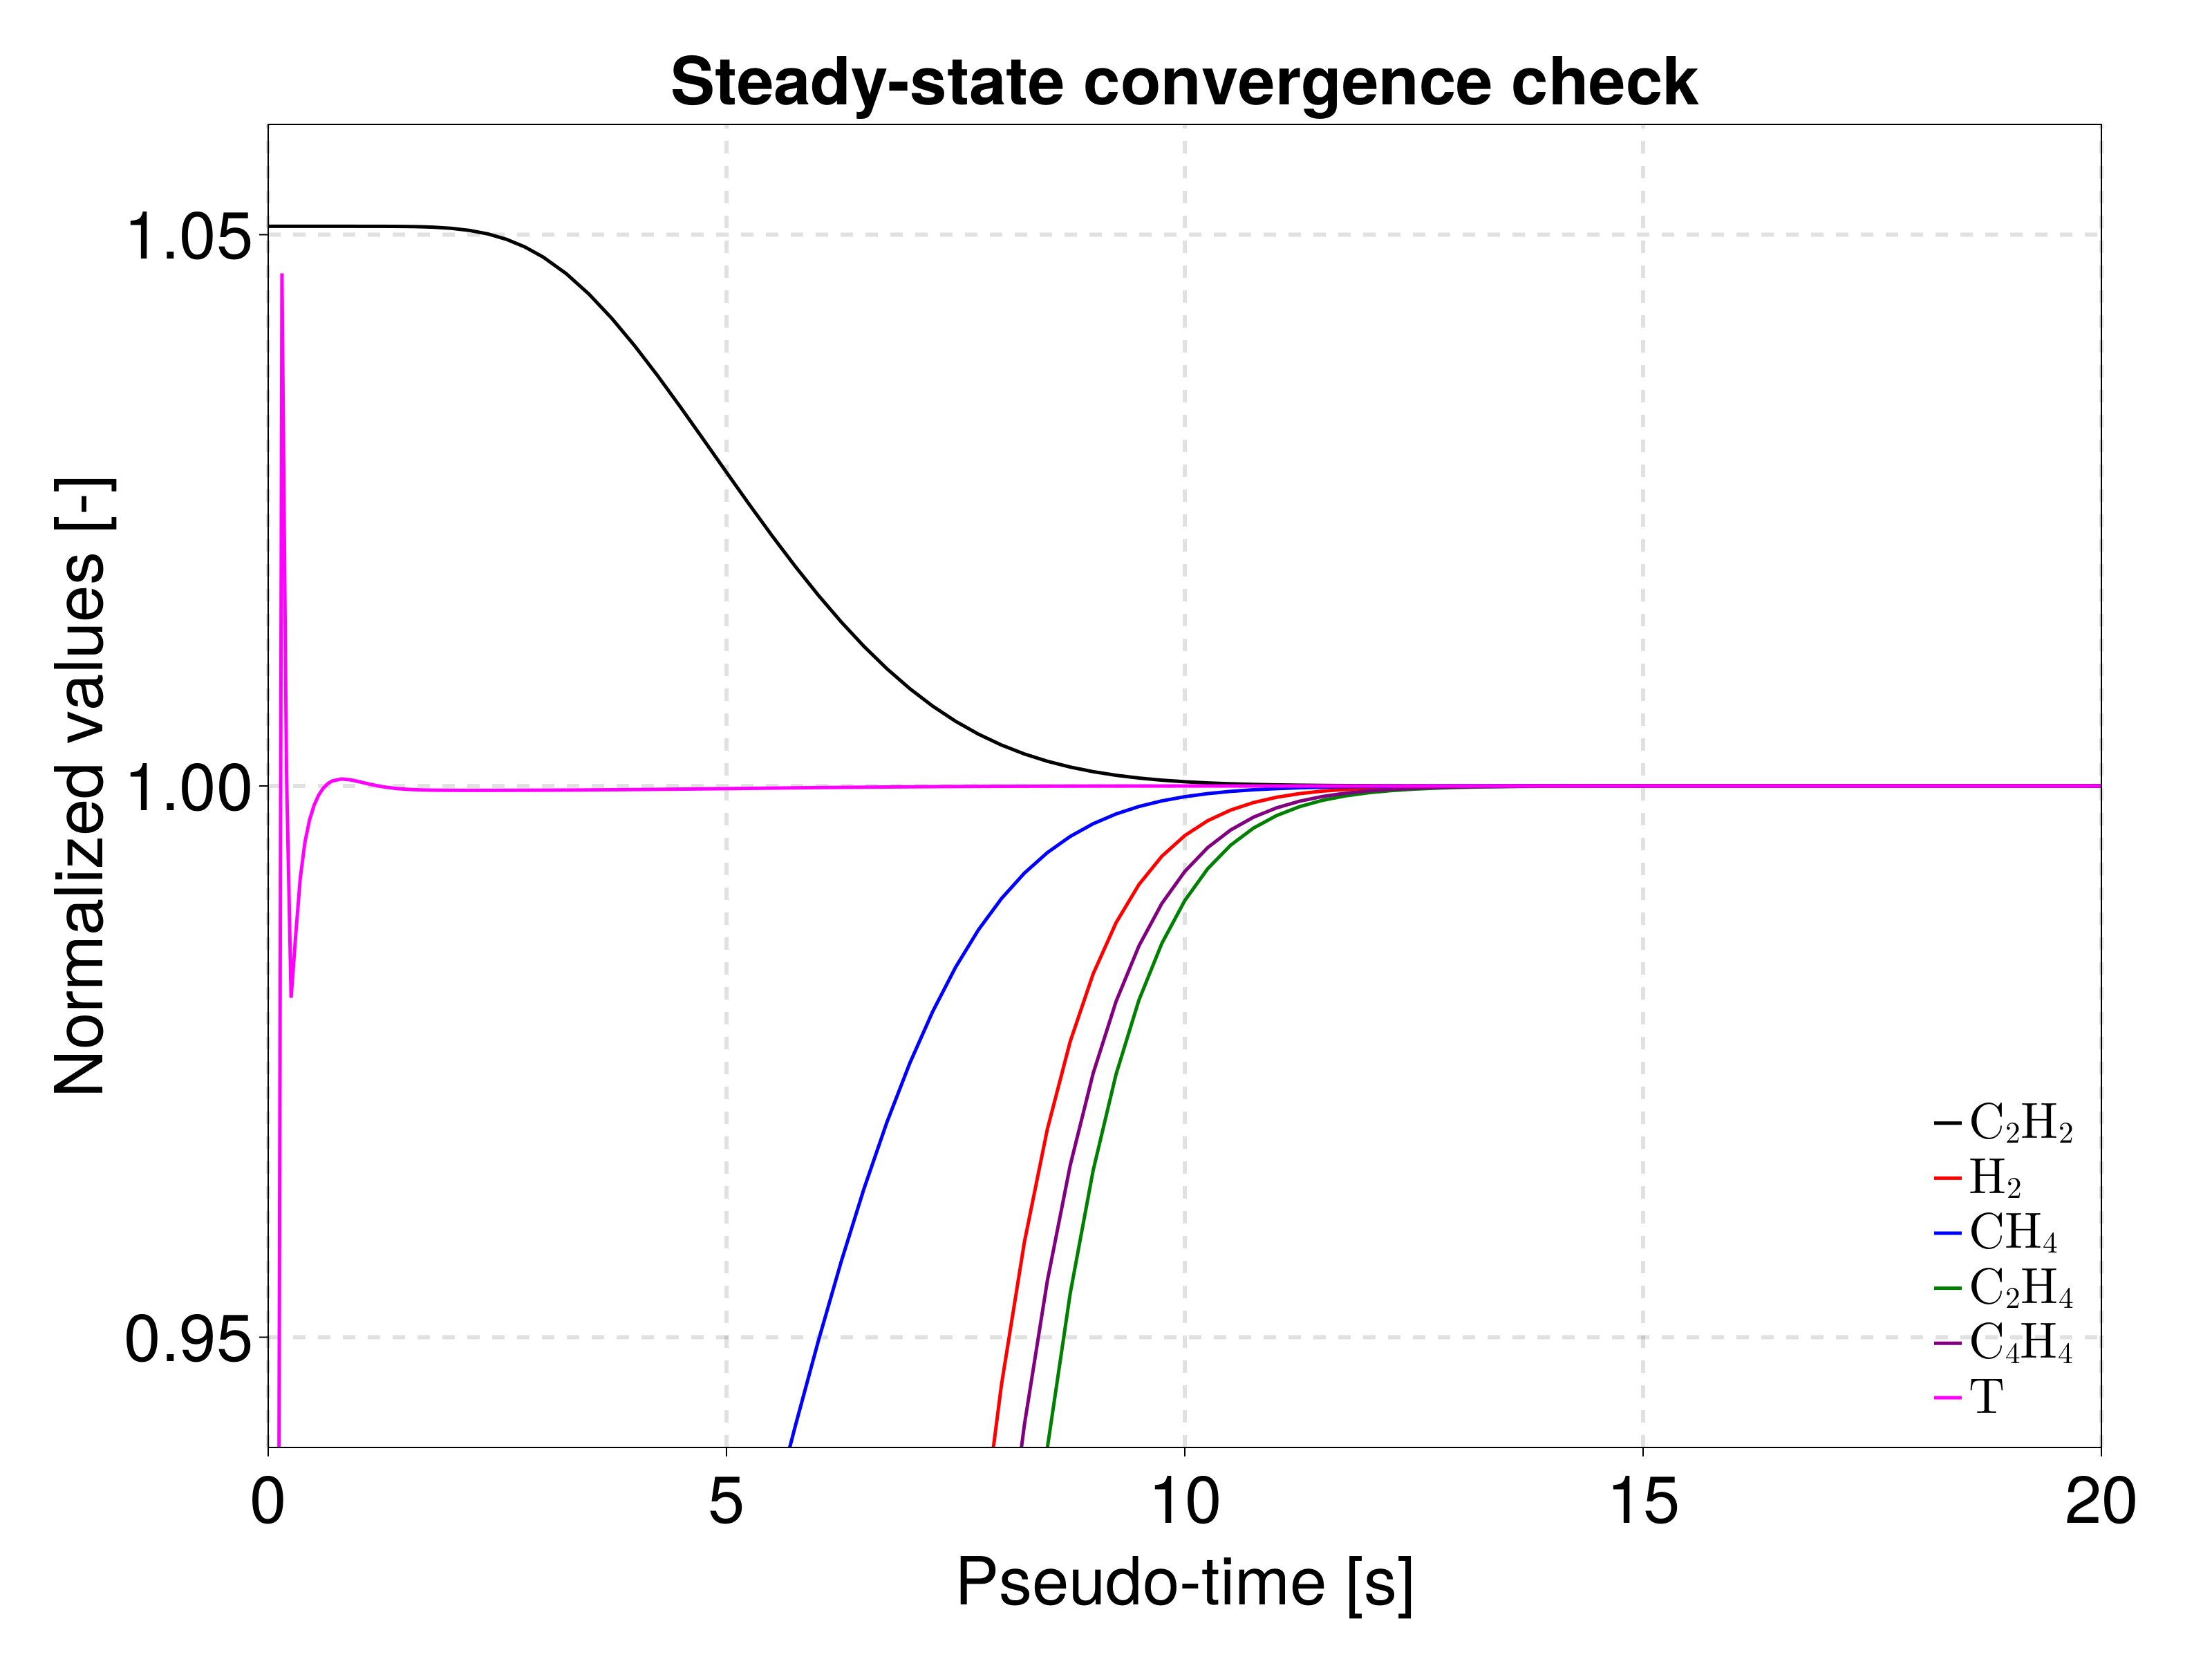 Steady-state convergence check
Normalized values [-]
1.05
1.00
0.95
C₂H₂
H₂
CH₄
C₂H₄
C₄H₄
T
0 5 10 15 20
Pseudo-time [s]